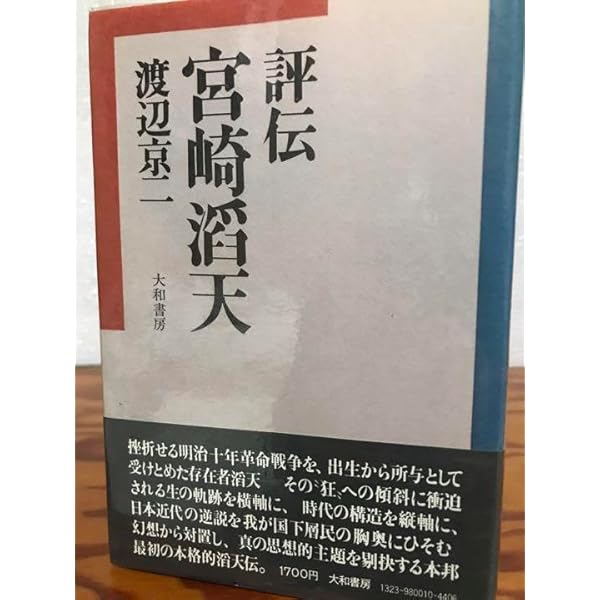 評伝
宮崎滔天
渡辺京二
大和書房
挫折せる明治十年革命戦争を、出生から所与として
受けとめた存在者滔天　その〝狂〟への傾斜に衝迫
される生の軌跡を横軸に、時代の構造を縦軸に、
日本近代の逆説を我が国下層民の胸奥にひそむ
幻想から対置し、真の思想的主題を剔抉する本邦
最初の本格的滔天伝。 1700円 大和書房
1323-980010-4406